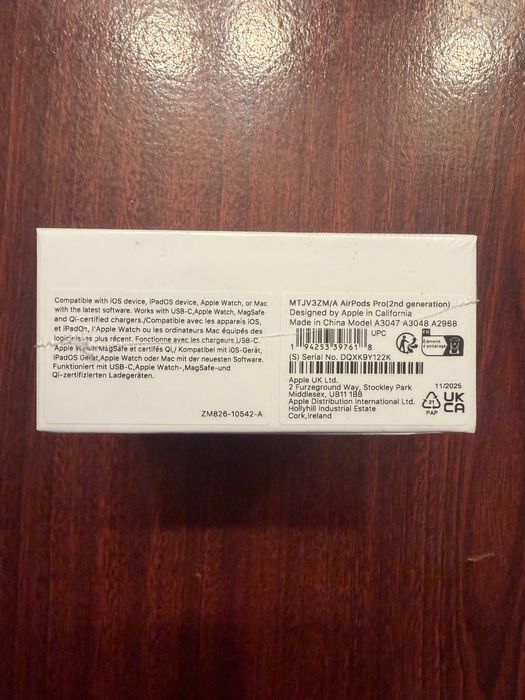 Compatible with iOS device, iPadOS device, Apple Watch, or Mac
with the latest software. Works with USB-C,Apple Watch, MagSafe
and Qi-certified chargers./Compatible avec les appareils iOS,
et iPadOs, l'Apple Watch ou les ordinateurs Mac équipés des
logiciels les plus récent. Fonctionne avec les chargeurs USB-C.
Apple Watch,MagSafe et certifés Qi./ Kompatibel mit iOS-Gerät,
iPadOS Gerät,Apple Watch oder Mac mit der neuesten Software.
Funktioniert mit USB-C,Apple Watch-,MagSafe-und
Qi-zertifizierten Ladegeräten.
ZM826-10542-A
MTJV3ZM/A AirPods Pro(2nd generation)
Designed by Apple in California
Made in China Model A3047 A3048 A2968
UPC
1 94253 39761 8
FR
Éléments
d'emballage
(S) Serial No. DQXK9Y122K
Apple UK Ltd.
2 Furzeground Way, Stockley Park
Middlesex, UB11 1BB
Apple Distribution International Ltd.
Hollyhill Industrial Estate
Cork,Ireland
11/2025
21
PAP
UK
CA